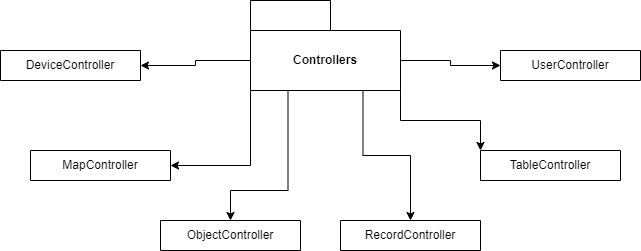 Controllers
DeviceController
UserController
MapController
TableController
ObjectController
RecordController